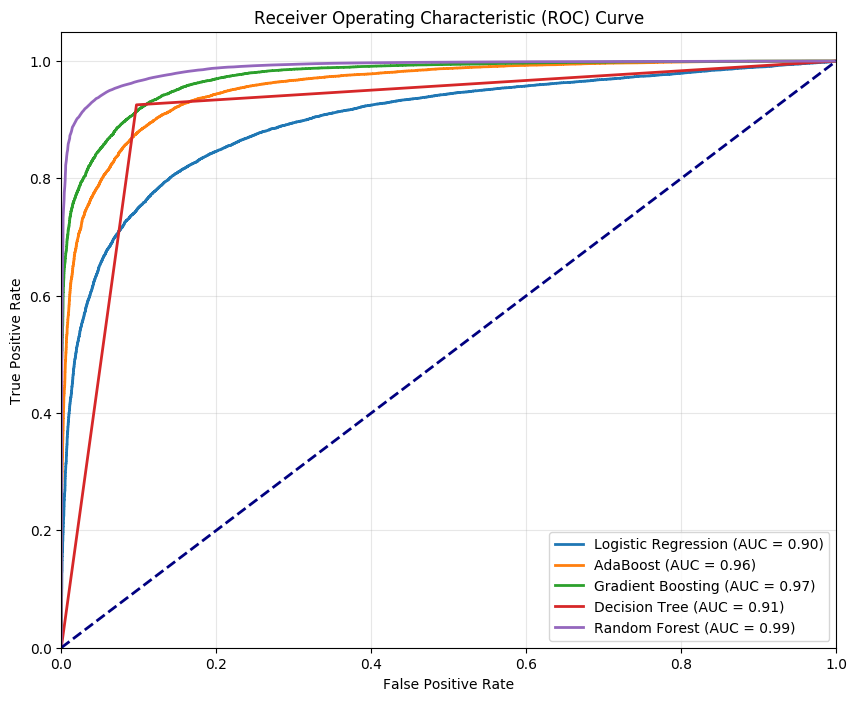 Receiver Operating Characteristic (ROC) Curve
1.0
0.8
0.6
0.4
0.2
0.0
True Positive Rate
Logistic Regression (AUC = 0.90)
AdaBoost (AUC = 0.96)
Gradient Boosting (AUC = 0.97)
Decision Tree (AUC = 0.91)
Random Forest (AUC = 0.99)
0.0 0.2 0.4 0.6 0.8 1.0
False Positive Rate